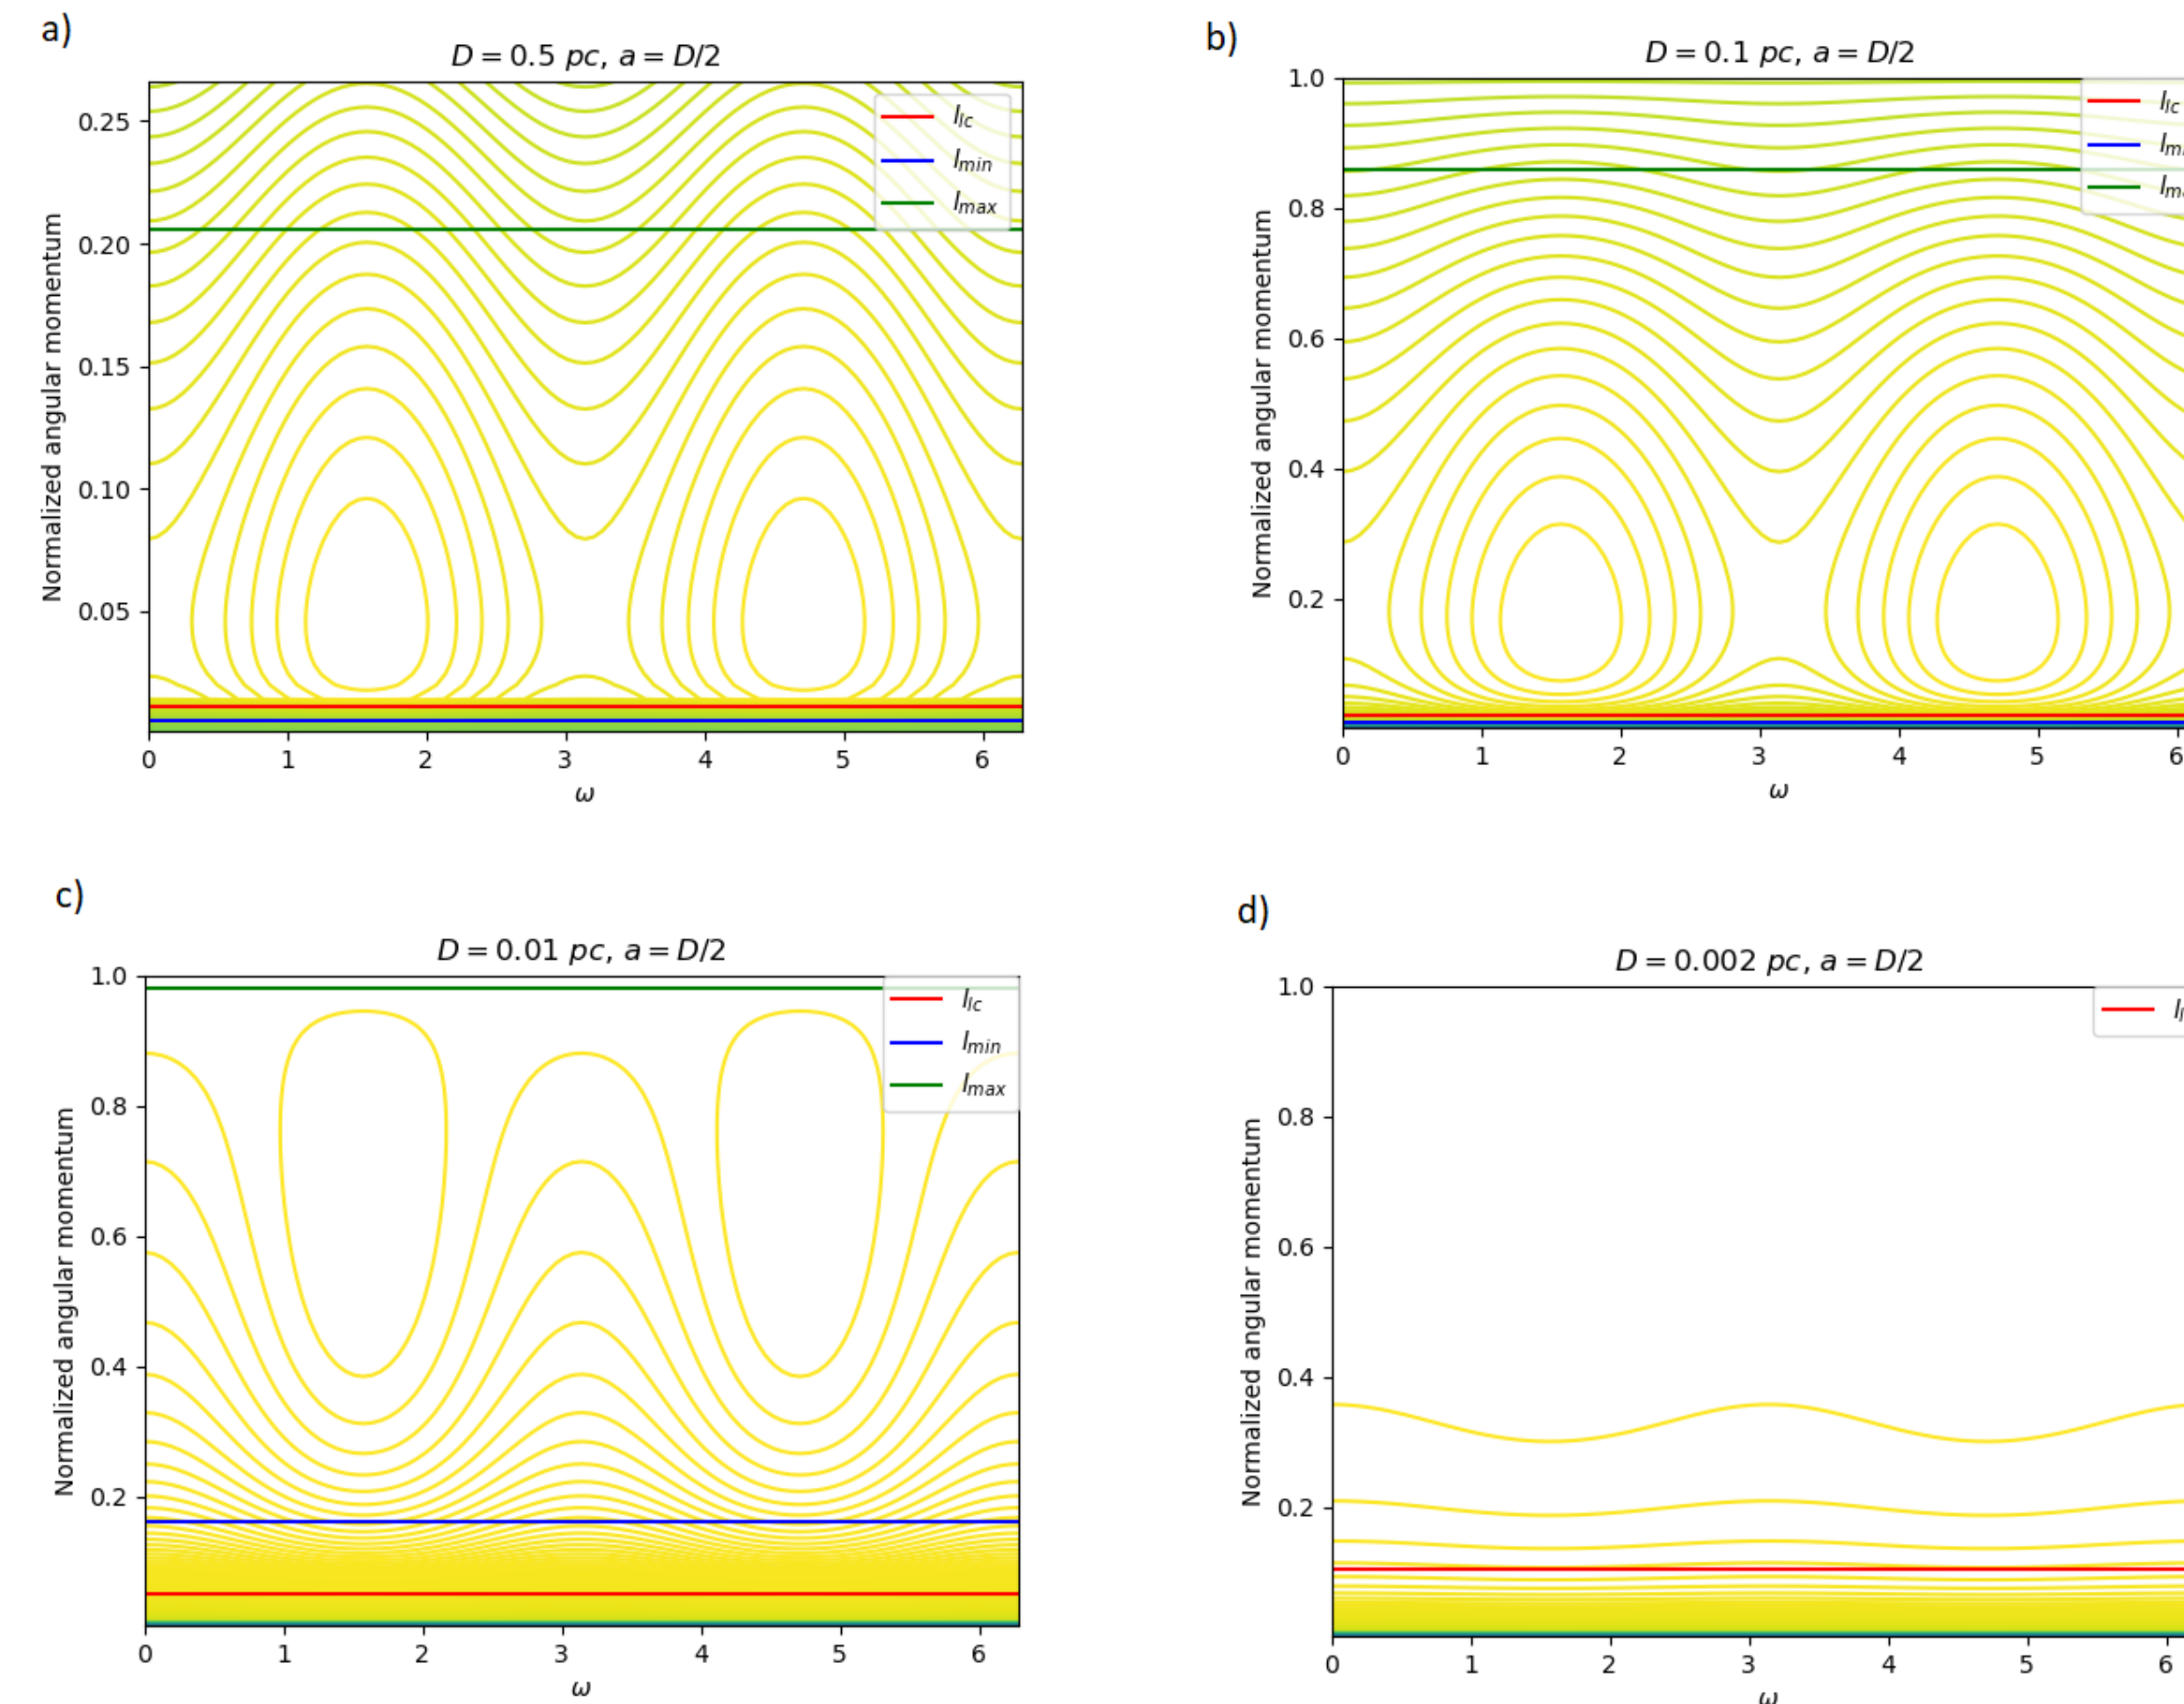 a)
D = 0.5 pc, a = D/2
Normalized angular momentum
0.25
0.20
0.15
0.10
0.05
l_lc
l_min
l_max
0 1 2 3 4 5 6
ω
b)
D = 0.1 pc, a = D/2
Normalized angular momentum
1.0
0.8
0.6
0.4
0.2
l_lc
0 1 2 3 4 5 6
c)
D = 0.01 pc, a = D/2
Normalized angular momentum
1.0
0.8
0.6
0.4
0.2
l_lc
l_min
l_max
0 1 2 3 4 5 6
ω
d)
D = 0.002 pc, a = D/2
Normalized angular momentum
1.0
0.8
0.6
0.4
0.2
0 1 2 3 4 5 6
ω